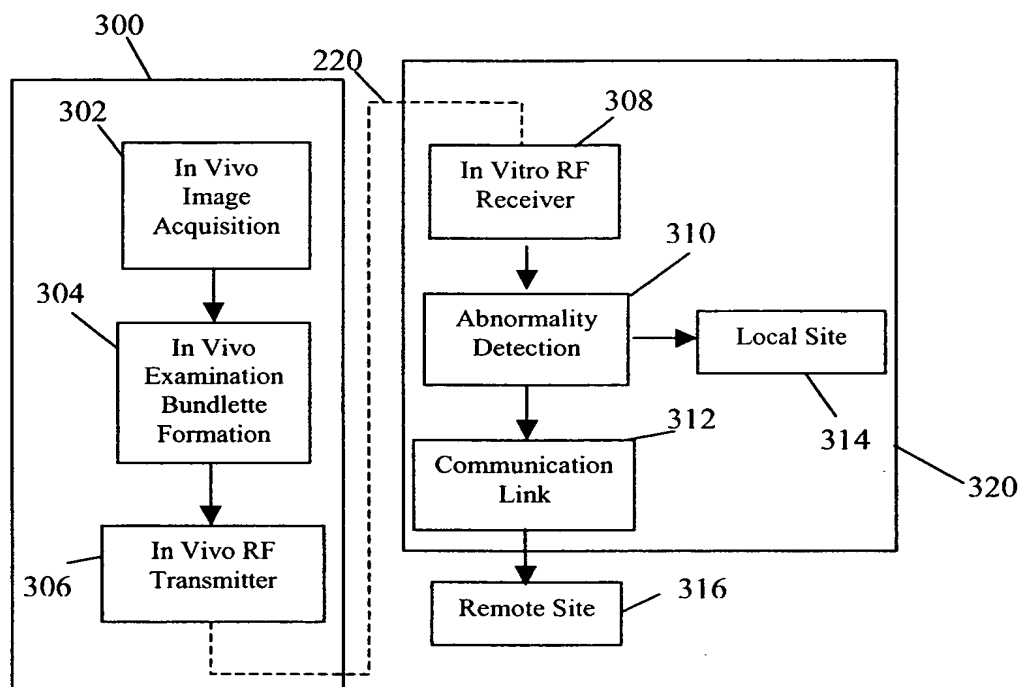 300
302
In Vivo
Image
Acquisition
304
In Vivo
Examination
Bundlette
Formation
306
In Vivo RF
Transmitter
220
308
In Vitro RF
Receiver
310
Abnormality
Detection
Local Site
314
312
Communication
Link
320
Remote Site
316